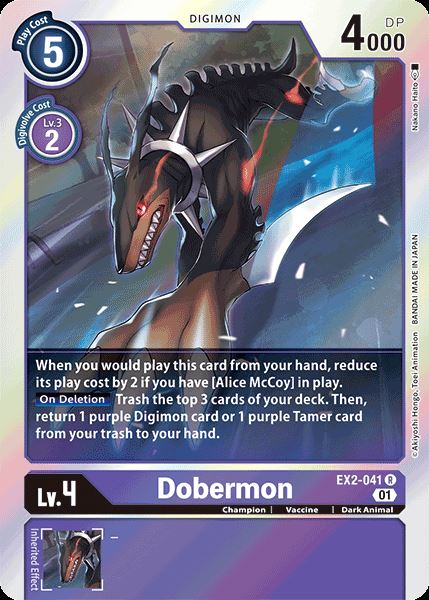 DIGIMON
Play Cost
5
DP
4000
Digivolve Cost
Lv.3
2
Nakano Haito
©Akiyoshi Hongo, Toei Animation BANDAI MADE IN JAPAN
When you would play this card from your hand, reduce
its play cost by 2 if you have [Alice McCoy] in play.
On Deletion Trash the top 3 cards of your deck. Then,
return 1 purple Digimon card or 1 purple Tamer card
from your trash to your hand.
Lv.4
Dobermon
EX2-041 R
01
Champion | Vaccine | Dark Animal
Inherited Effect
–